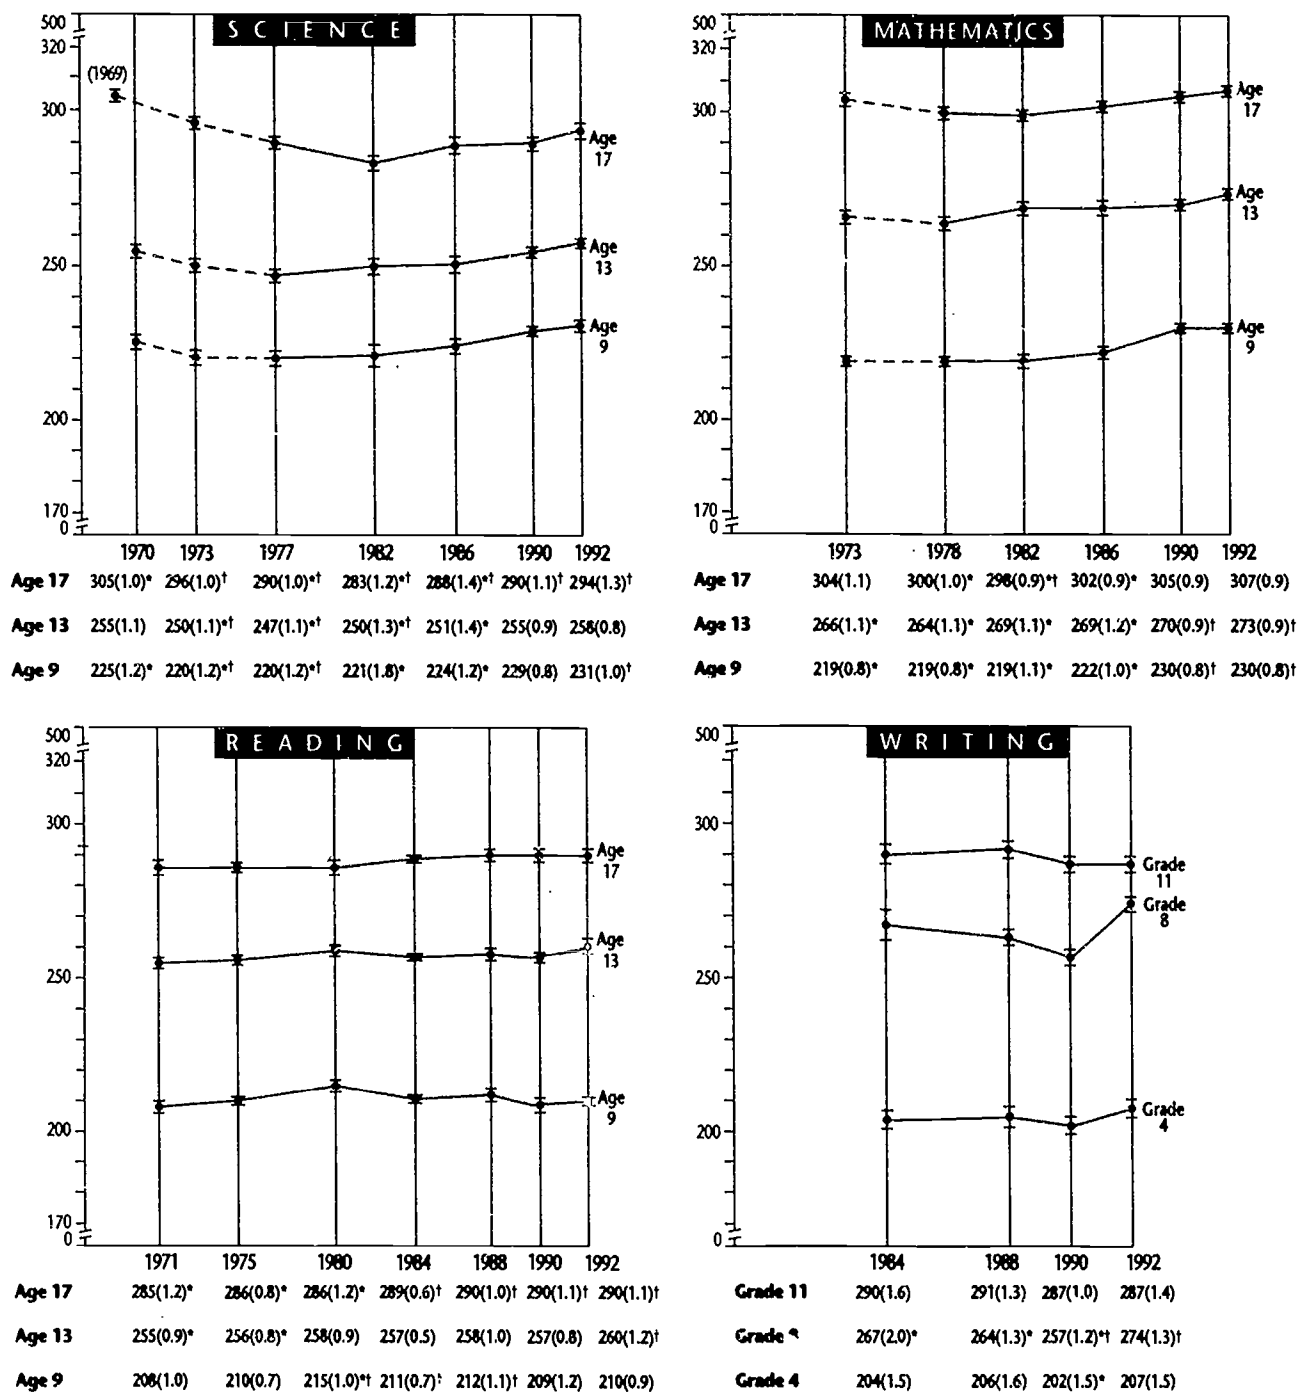 SCIENCE
500
320
300
250
200
170
0
(1969)
Age 17
Age 13
Age 9
1970 1973 1977 1982 1986 1990 1992
Age 17 305(1.0)* 296(1.0)† 290(1.0)*† 283(1.2)*† 288(1.4)*† 290(1.1)† 294(1.3)†
Age 13 255(1.1) 250(1.1)*† 247(1.1)*† 250(1.3)*† 251(1.4)* 255(0.9) 258(0.8)
Age 9 225(1.2)* 220(1.2)*† 220(1.2)*† 221(1.8)* 224(1.2)* 229(0.8) 231(1.0)†
MATHEMATICS
500
320
300
250
200
170
0
Age 17
Age 13
Age 9
1973 1978 1982 1986 1990 1992
Age 17 304(1.1) 300(1.0)* 298(0.9)*† 302(0.9)* 305(0.9) 307(0.9)
Age 13 266(1.1)* 264(1.1)* 269(1.1)* 269(1.2)* 270(0.9)† 273(0.9)†
Age 9 219(0.8)* 219(0.8)* 219(1.1)* 222(1.0)* 230(0.8)† 230(0.8)†
READING
500
320
300
250
200
170
0
Age 17
Age 13
Age 9
1971 1975 1980 1984 1988 1990 1992
Age 17 285(1.2)* 286(0.8)* 286(1.2)* 289(0.6)† 290(1.0)† 290(1.1)† 290(1.1)†
Age 13 255(0.9)* 256(0.8)* 258(0.9) 257(0.5) 258(1.0) 257(0.8) 260(1.2)†
Age 9 208(1.0) 210(0.7) 215(1.0)*† 211(0.7) 212(1.1)† 209(1.2) 210(0.9)
WRITING
500
300
250
200
0
Grade 11
Grade 8
Grade 4
1984 1988 1990 1992
Grade 11 290(1.6) 291(1.3) 287(1.0) 287(1.4)
Grade 267(2.0)* 264(1.3)* 257(1.2)*† 274(1.3)†
Grade 4 204(1.5) 206(1.6) 202(1.5)* 207(1.5)